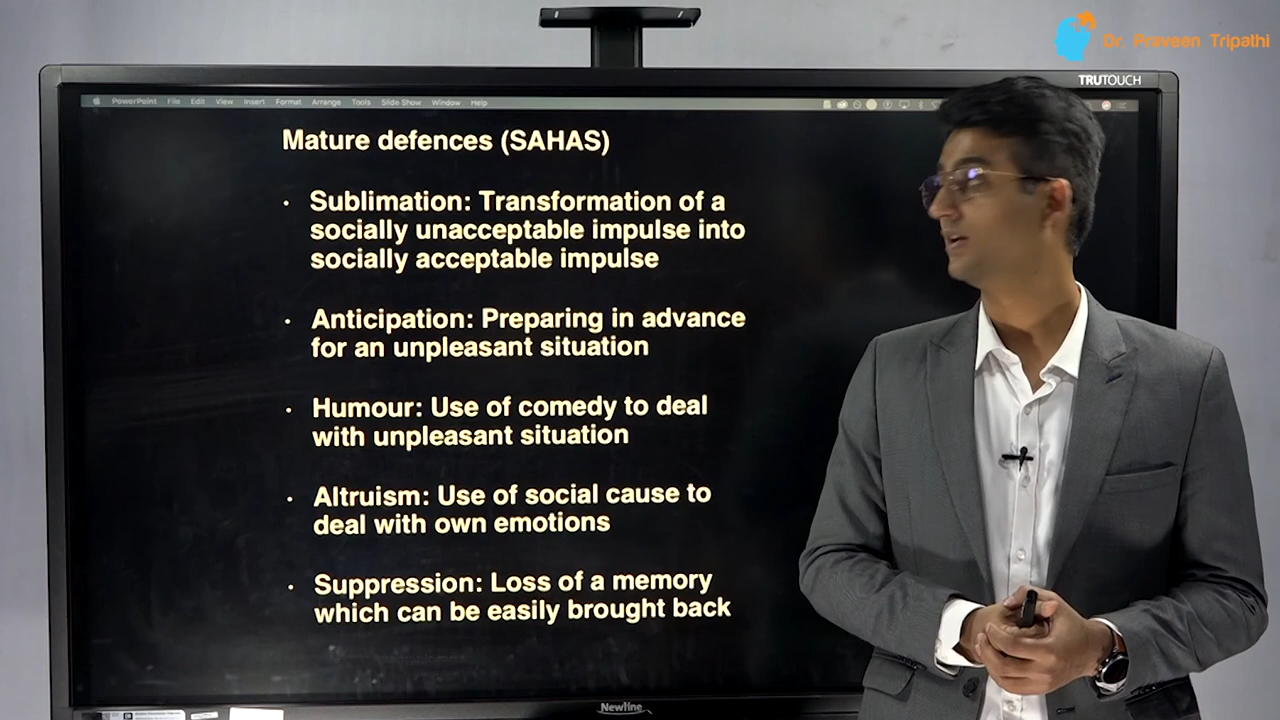 Dr. Praveen Tripathi
TRUTOUCH
PowerPoint File Edit View Insert Format Arrange Tools Slide Show Window Help
Mature defences (SAHAS)
· Sublimation: Transformation of a
socially unacceptable impulse into
socially acceptable impulse
· Anticipation: Preparing in advance
for an unpleasant situation
· Humour: Use of comedy to deal
with unpleasant situation
· Altruism: Use of social cause to
deal with own emotions
· Suppression: Loss of a memory
which can be easily brought back
Newline